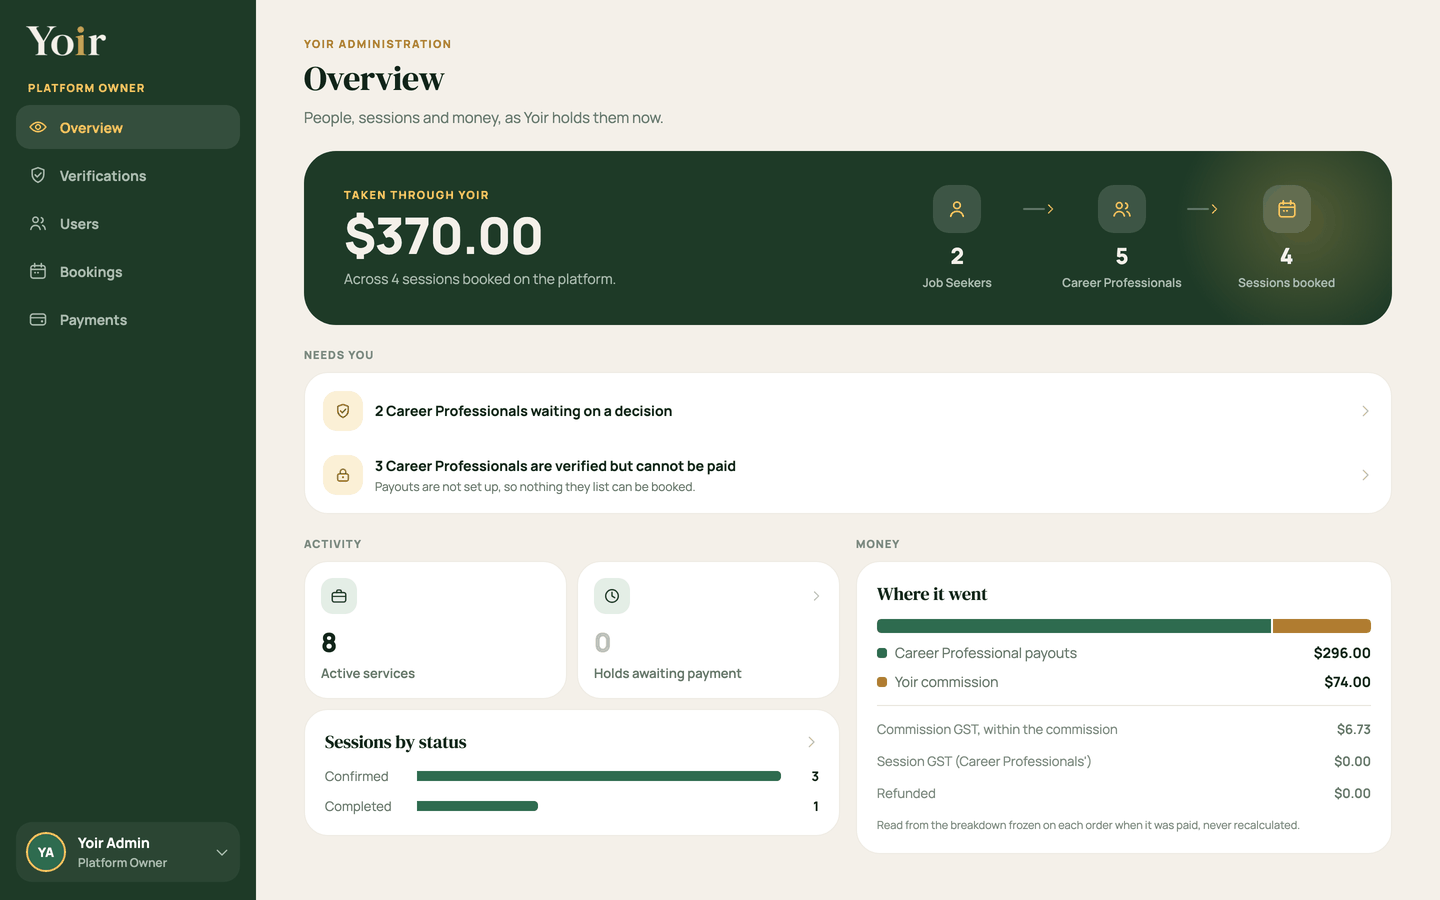 Yoir
PLATFORM OWNER
Overview
Verifications
Users
Bookings
Payments
YA
Yoir Admin
Platform Owner
YOIR ADMINISTRATION
Overview
People, sessions and money, as Yoir holds them now.
TAKEN THROUGH YOIR
$370.00
Across 4 sessions booked on the platform.
2
Job Seekers
5
Career Professionals
4
Sessions booked
NEEDS YOU
2 Career Professionals waiting on a decision
3 Career Professionals are verified but cannot be paid
Payouts are not set up, so nothing they list can be booked.
ACTIVITY
8
Active services
0
Holds awaiting payment
Sessions by status
Confirmed 3
Completed 1
MONEY
Where it went
Career Professional payouts $296.00
Yoir commission $74.00
Commission GST, within the commission $6.73
Session GST (Career Professionals') $0.00
Refunded $0.00
Read from the breakdown frozen on each order when it was paid, never recalculated.